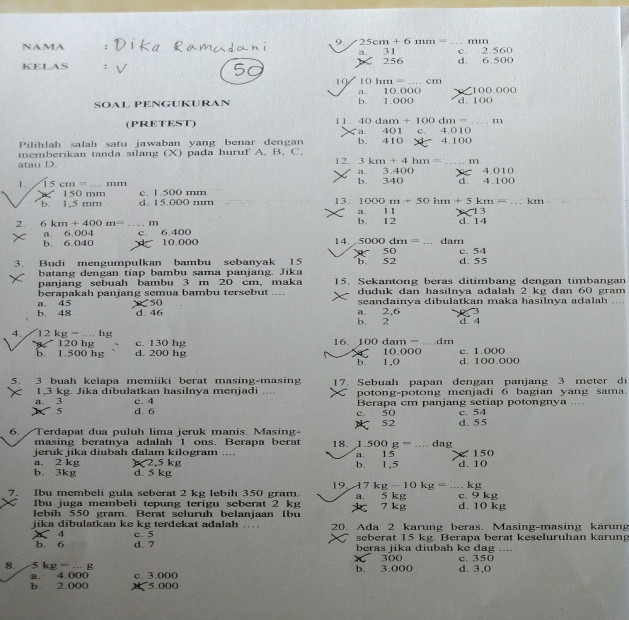 NAMA : Dika Ramadani
KELAS : V
50
SOAL PENGUKURAN
(PRETEST)
Pilihlah salah satu jawaban yang benar dengan
memberikan tanda silang (X) pada huruf A, B, C,
atau D.
1. 15 cm = .... mm
a. 150 mm c. 1.500 mm
b. 1,5 mm d. 15.000 mm
2. 6 km + 400 m= .... m
a. 6.004 c. 6.400
b. 6.040 d. 10.000
3. Budi mengumpulkan bambu sebanyak 15
batang dengan tiap bambu sama panjang. Jika
panjang sebuah bambu 3 m 20 cm, maka
berapakah panjang semua bambu tersebut ....
a. 45 c. 50
b. 48 d. 46
4. 12 kg = .... hg
a. 120 hg c. 130 hg
b. 1.500 hg d. 200 hg
5. 3 buah kelapa memiiki berat masing-masing
1,3 kg. Jika dibulatkan hasilnya menjadi ....
a. 3 c. 4
b. 5 d. 6
6. Terdapat dua puluh lima jeruk manis. Masing-
masing beratnya adalah 1 ons. Berapa berat
jeruk jika diubah dalam kilogram ....
a. 2 kg c. 2,5 kg
b. 3kg d. 5 kg
7. Ibu membeli gula seberat 2 kg lebih 350 gram.
Ibu juga membeli tepung terigu seberat 2 kg
lebih 550 gram. Berat seluruh belanjaan Ibu
jika dibulatkan ke kg terdekat adalah ....
a. 4 c. 5
b. 6 d. 7
8. 5 kg = ... g
a. 4.000 c. 3.000
b. 2.000 d. 5.000
9. 25cm + 6 mm = ... mm
a. 31 c. 2.560
b. 256 d. 6.500
10. 10 hm = .... cm
a. 10.000 c. 100.000
b. 1.000 d. 100
11. 40 dam + 100 dm = .... m
a. 401 c. 4.010
b. 410 d. 4.100
12. 3 km + 4 hm = .... m
a. 3.400 c. 4.010
b. 340 d. 4.100
13. 1000 m + 50 hm + 5 km = ... km
a. 11 c. 13
b. 12 d. 14
14. 5000 dm = ... dam
a. 50 c. 54
b. 52 d. 55
15. Sekantong beras ditimbang dengan timbangan
duduk dan hasilnya adalah 2 kg dan 60 gram
seandainya dibulatkan maka hasilnya adalah ....
a. 2,6 c. 3
b. 2 d. 4
16. 100 dam = ....dm
a. 10.000 c. 1.000
b. 1,0 d. 100.000
17. Sebuah papan dengan panjang 3 meter di
potong-potong menjadi 6 bagian yang sama.
Berapa cm panjang setiap potongnya ....
c. 50 c. 54
d. 52 d. 55
18. 1.500 g = .... dag
a. 15 c. 150
b. 1,5 d. 10
19. 17 kg – 10 kg = .... kg
a. 5 kg c. 9 kg
b. 7 kg d. 10 kg
20. Ada 2 karung beras. Masing-masing karung
seberat 15 kg. Berapa berat keseluruhan karung
beras jika diubah ke dag ....
a. 300 c. 350
b. 3.000 d. 3,0